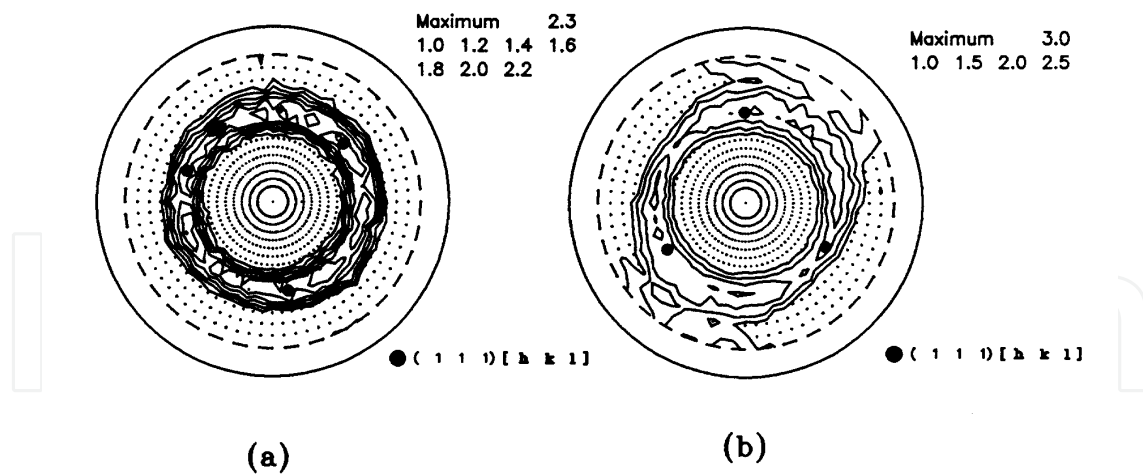 Maximum 2.3
1.0 1.2 1.4 1.6
1.8 2.0 2.2
Maximum 3.0
1.0 1.5 2.0 2.5
( 1 1 1)[ h k l]
( 1 1 1)[ h k l]
(a)
(b)